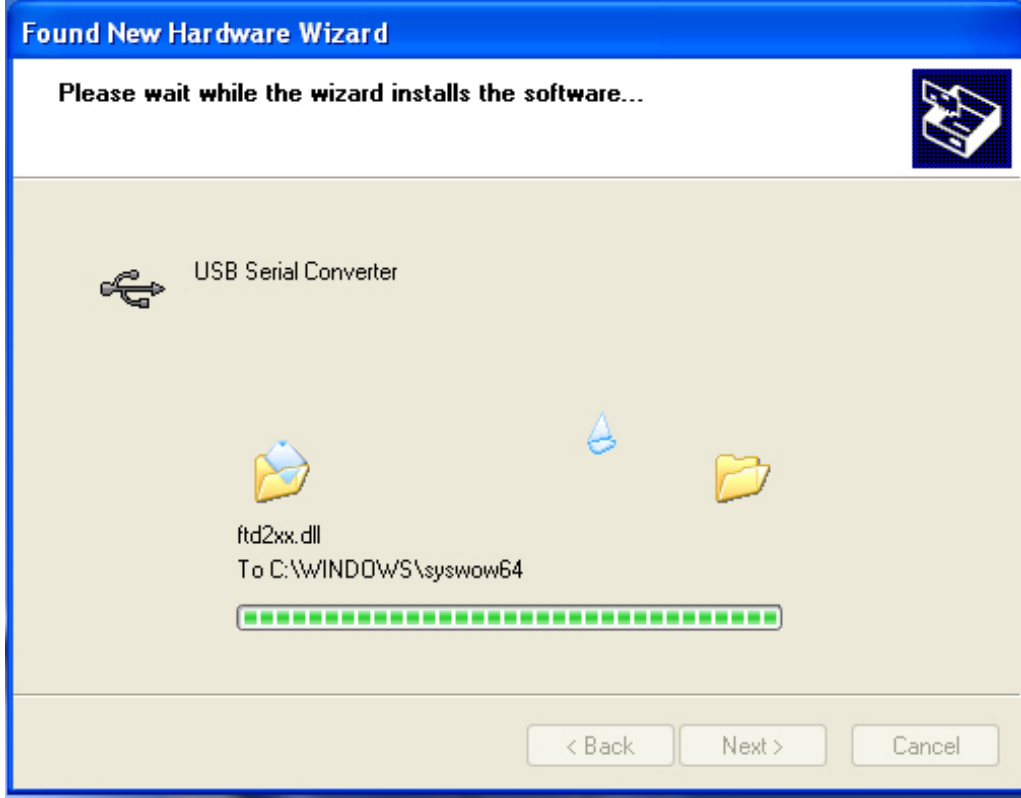 Found New Hardware Wizard
Please wait while the wizard installs the software...
USB Serial Converter
ftd2xx.dll
To C:\WINDOWS\syswow64
< Back
Next >
Cancel